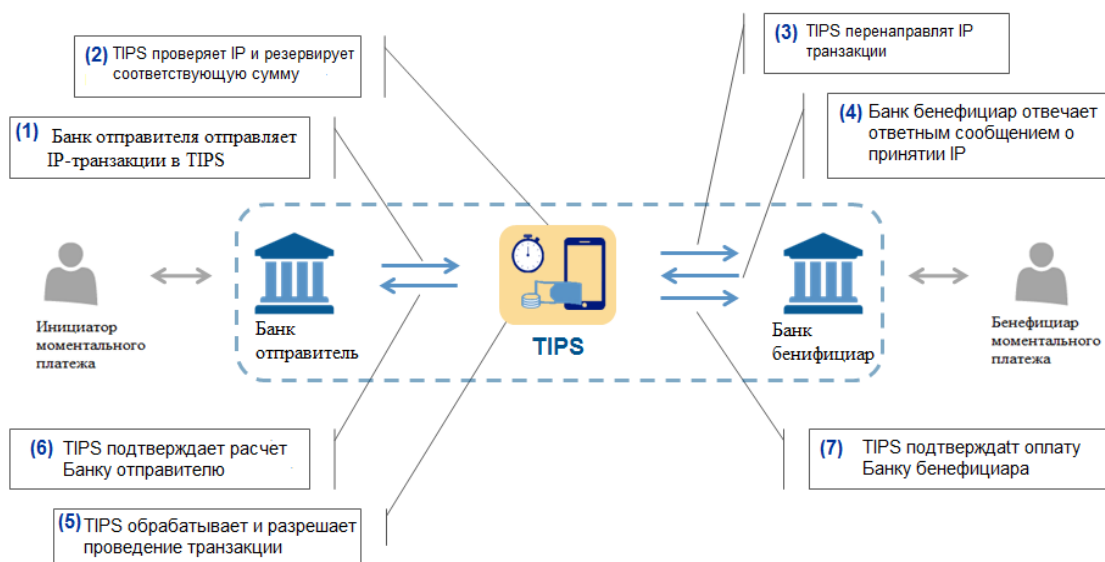 (2) TIPS проверяет IP и резервирует
соответствующую сумму
(3) TIPS перенаправлят IP
транзакции
(1) Банк отправителя отправляет
IP-транзакции в TIPS
(4) Банк бенефициар отвечает
ответным сообщением о
принятии IP
Инициатор
моментального
платежа
Банк
отправитель
TIPS
Банк
бенифициар
Бенефициар
моментального
платежа
(6) TIPS подтверждает расчет
Банку отправителю
(7) TIPS подтверждаtт оплату
Банку бенефициара
(5) TIPS обрабатывает и разрешает
проведение транзакции